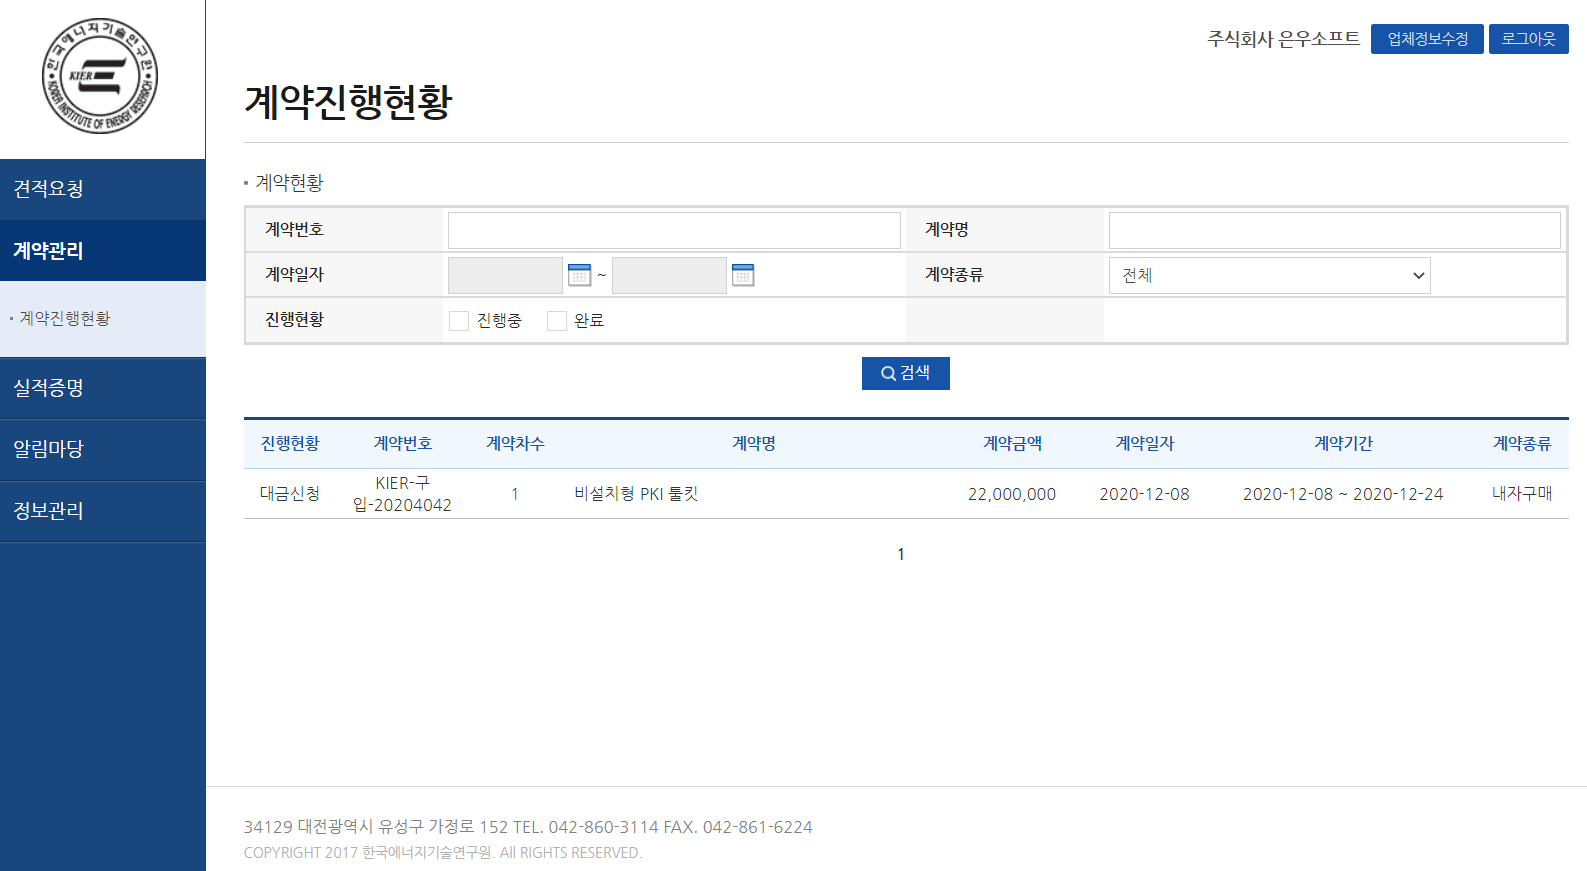 한국에너지기술연구원
KIER
KOREA INSTITUTE OF ENERGY RESEARCH
주식회사 은우소프트
업체정보수정
로그아웃
계약진행현황
견적요청
계약관리
계약진행현황
실적증명
알림마당
정보관리
계약현황
계약번호
계약명
계약일자 ~
계약종류 전체
진행현황 진행중 완료
검색
진행현황 계약번호 계약차수 계약명 계약금액 계약일자 계약기간 계약종류
대금신청 KIER-구입-20204042 1 비설치형 PKI 툴킷 22,000,000 2020-12-08 2020-12-08 ~ 2020-12-24 내자구매
1
34129 대전광역시 유성구 가정로 152 TEL. 042-860-3114 FAX. 042-861-6224
COPYRIGHT 2017 한국에너지기술연구원. All RIGHTS RESERVED.